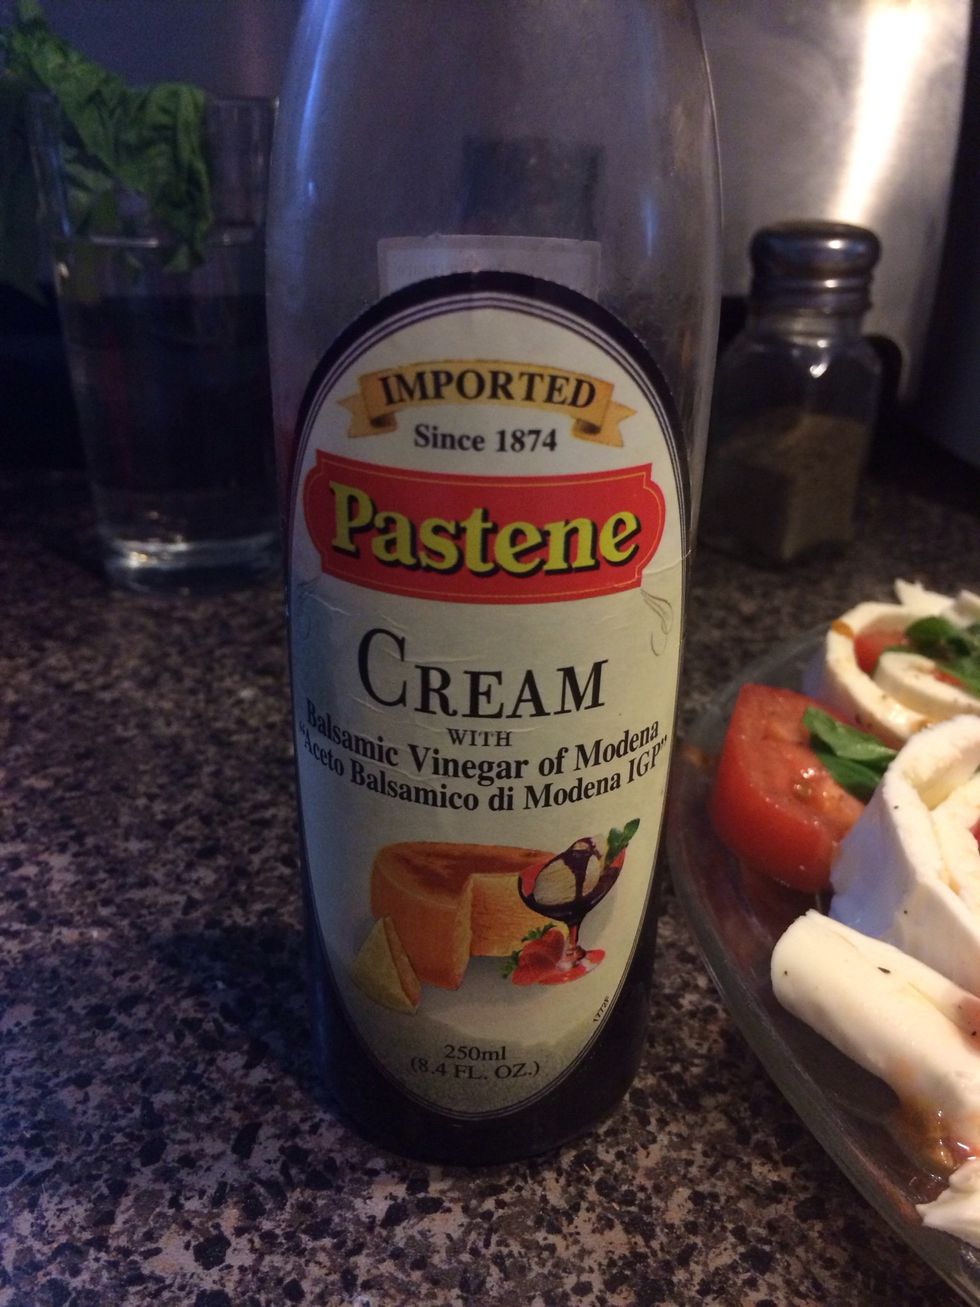 IMPORTED
Since 1874
Pastene
CREAM
WITH
Balsamic Vinegar of Modena
"Aceto Balsamico di Modena IGP"
250ml
(8.4 FL. OZ.)